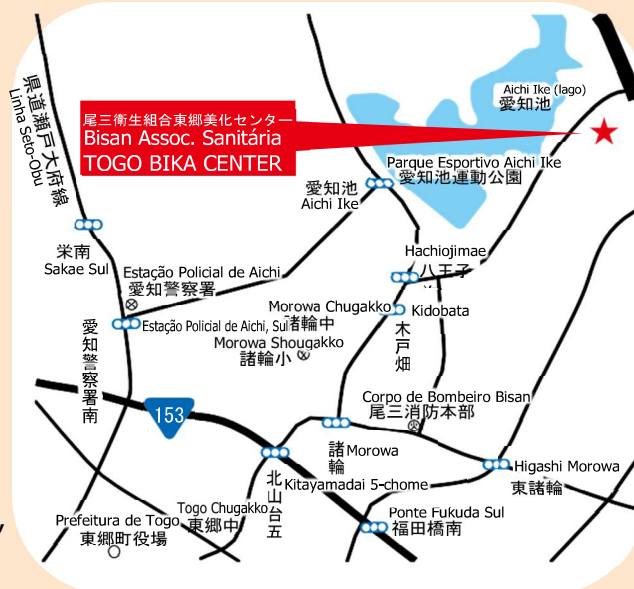 Aichi Ike (lago)
愛知池
県道瀬戸大府線
Linha Seto-Obu
尾三衛生組合東郷美化センター
Bisan Assoc. Sanitária
TOGO BIKA CENTER
Parque Esportivo Aichi Ike
愛知池運動公園
愛知池
Aichi Ike
栄南
Sakae Sul
Hachiojimae
八王子
Estação Policial de Aichi
愛知警察署
Morowa Chugakko
諸輪中
Kidobata
木戸畑
Estação Policial de Aichi, Sul
愛知警察署南
Morowa Shougakko
諸輪小
Corpo de Bombeiro Bisan
尾三消防本部
153
諸輪
Morowa
Higashi Morowa
東諸輪
北山台五
Kitayamadai 5-chome
Togo Chugakko
東郷中
Ponte Fukuda Sul
福田橋南
Prefeitura de Togo
東郷町役場